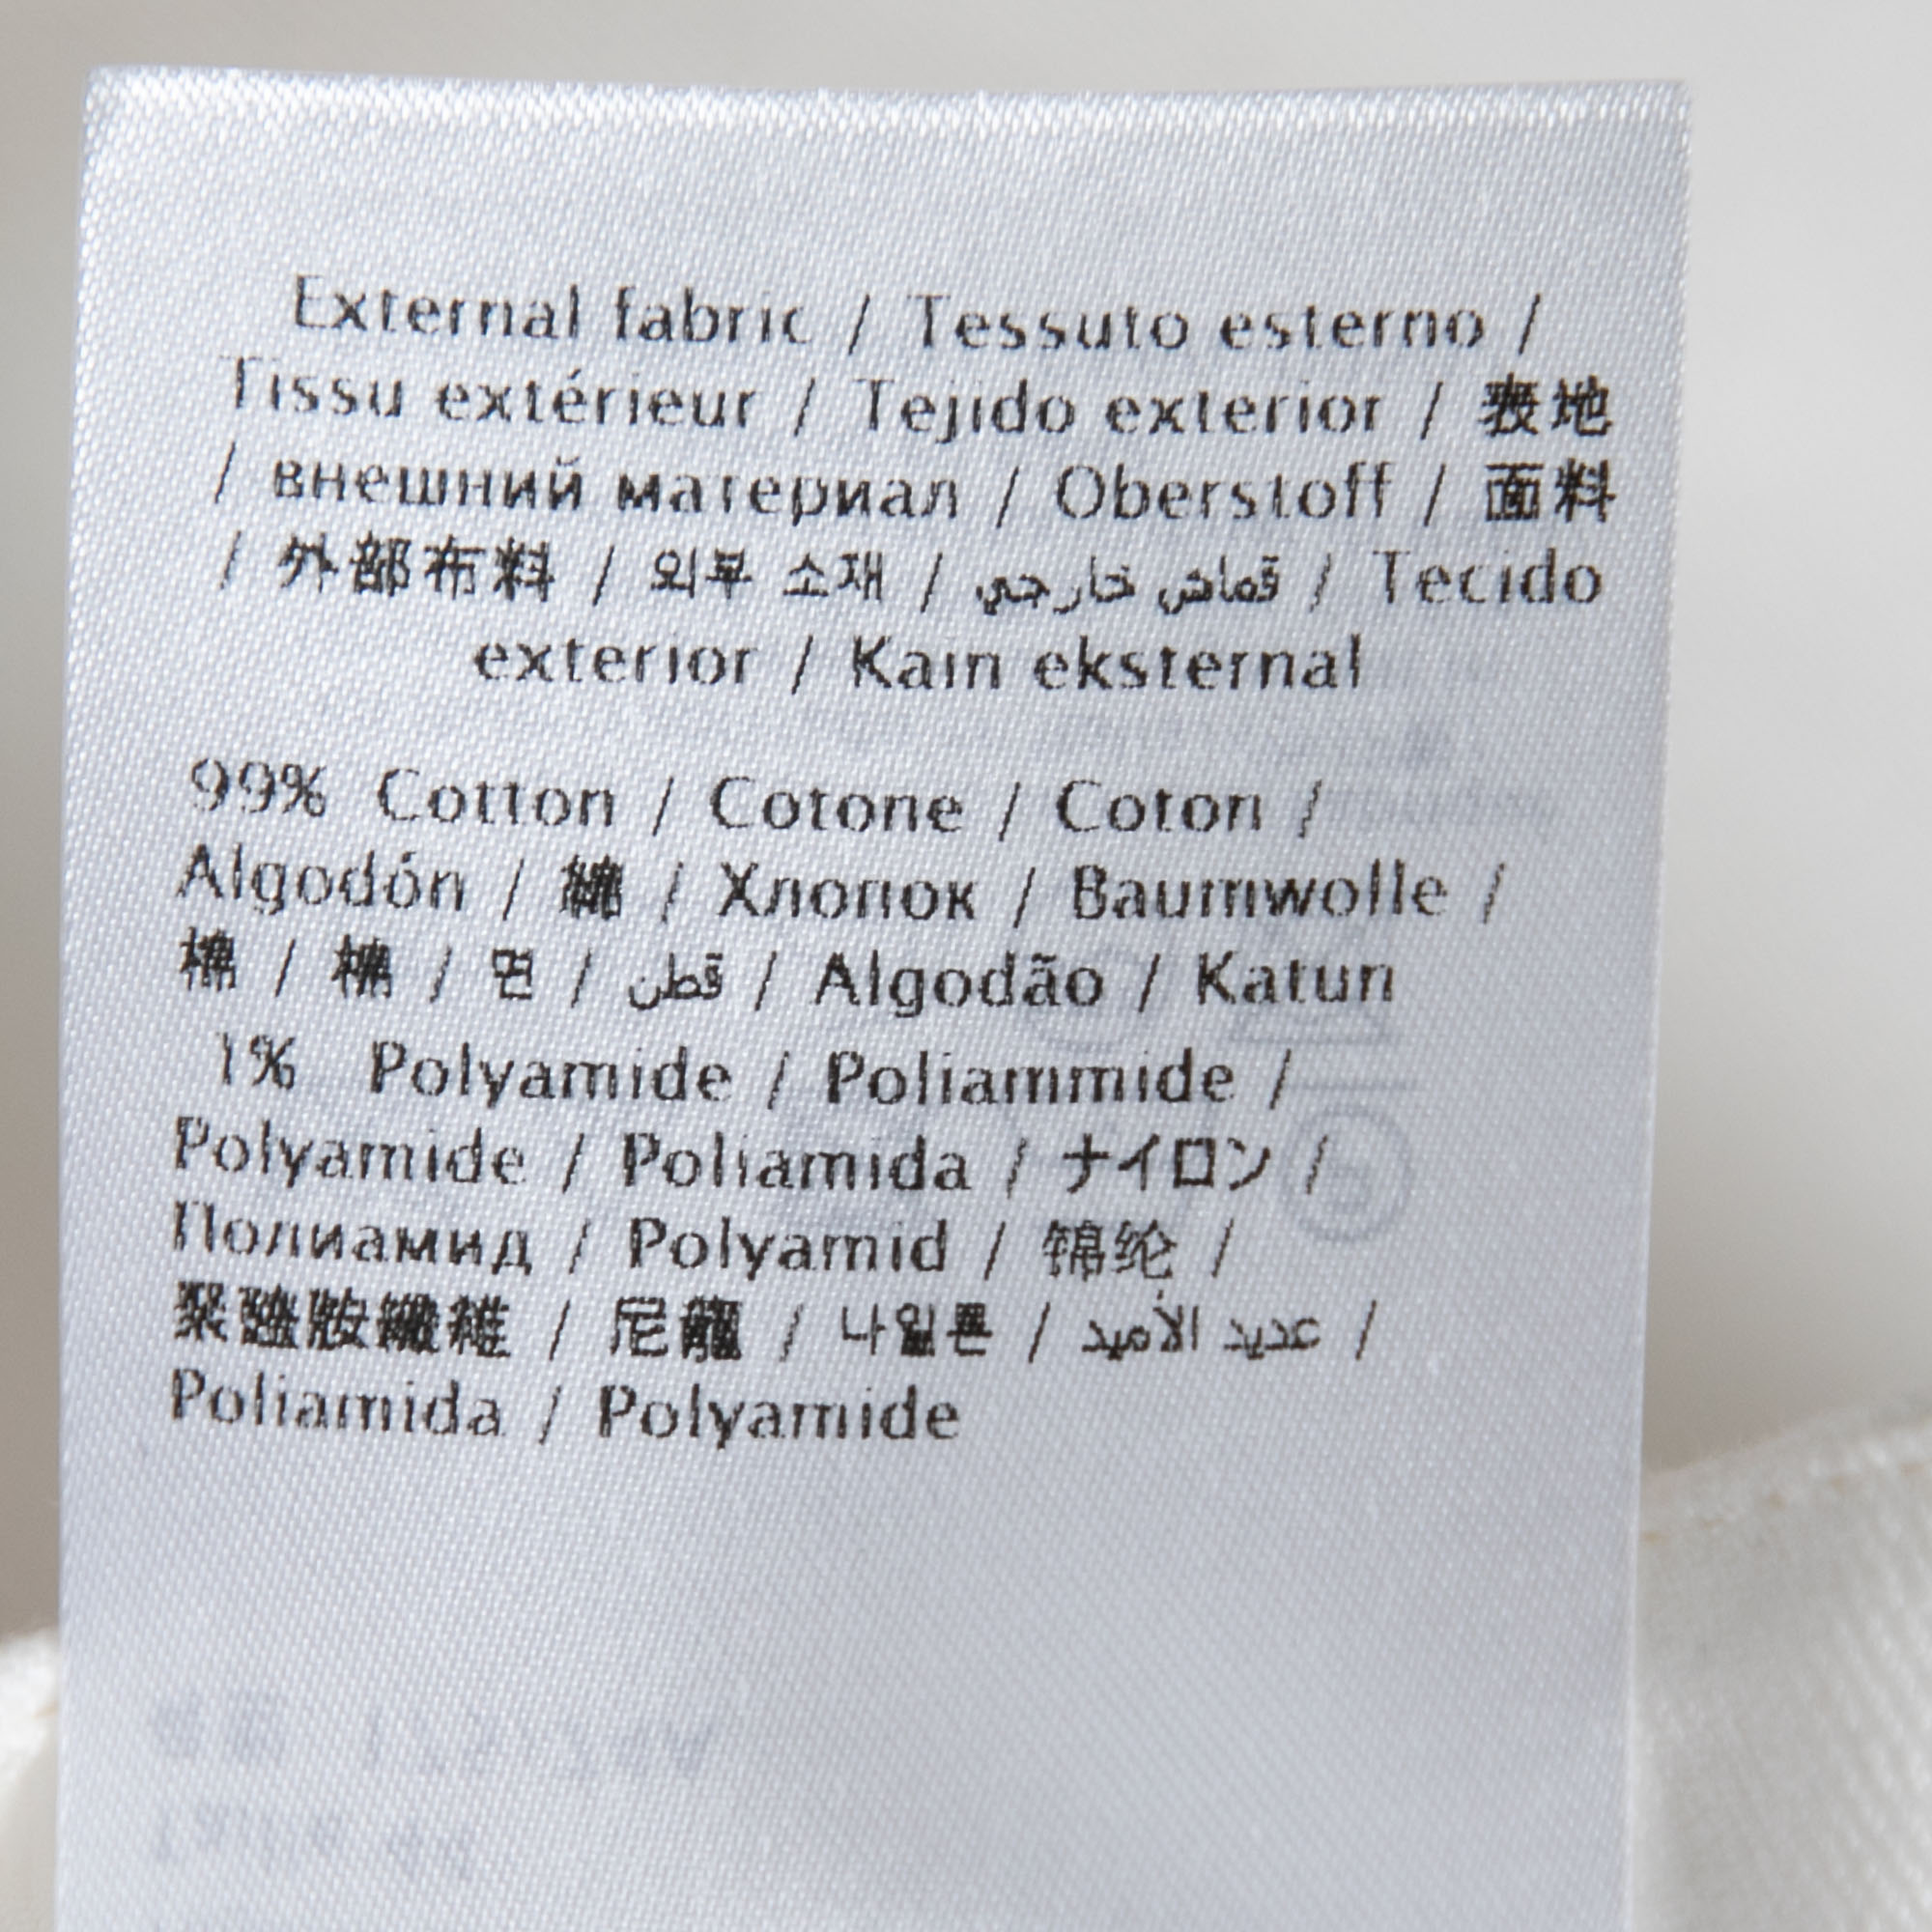 External fabric / Tessuto esterno /
Tissu extérieur / Tejido exterior / 表地
/ внешний материал / Oberstoff / 面料
/ 外部布料 / 외부 소재 / قماش خارجي / Tecido
exterior / Kain eksternal
99% Cotton / Cotone / Coton /
Algodón / 綿 / Хлопок / Baumwolle /
棉 / 棉 / 면 / قطن / Algodão / Katun
1% Polyamide / Poliammide /
Polyamide / Poliamida / ナイロン /
Полиамид / Polyamid / 锦纶 /
聚醯胺纖維 / 尼龍 / 나일론 / عديد الأميد /
Poliamida / Polyamide